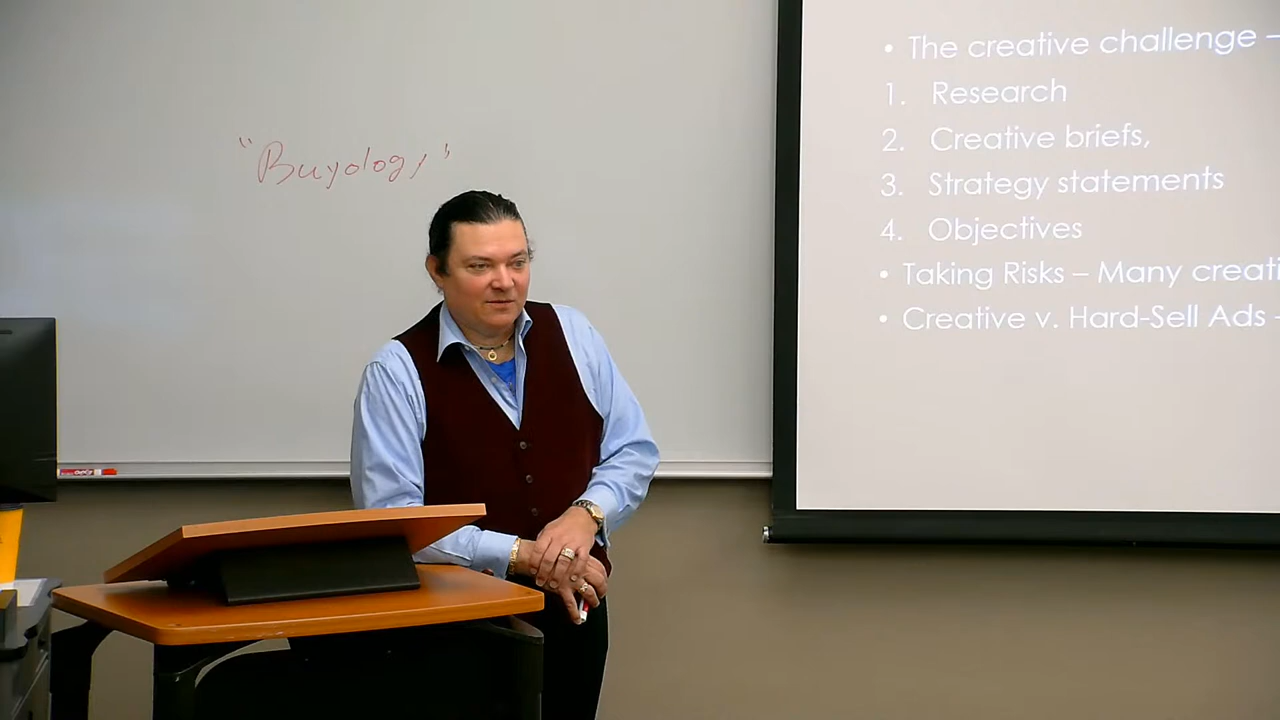 "Buyology"
• The creative challenge –
1. Research
2. Creative briefs,
3. Strategy statements
4. Objectives
• Taking Risks – Many creati
• Creative v. Hard-Sell Ads -